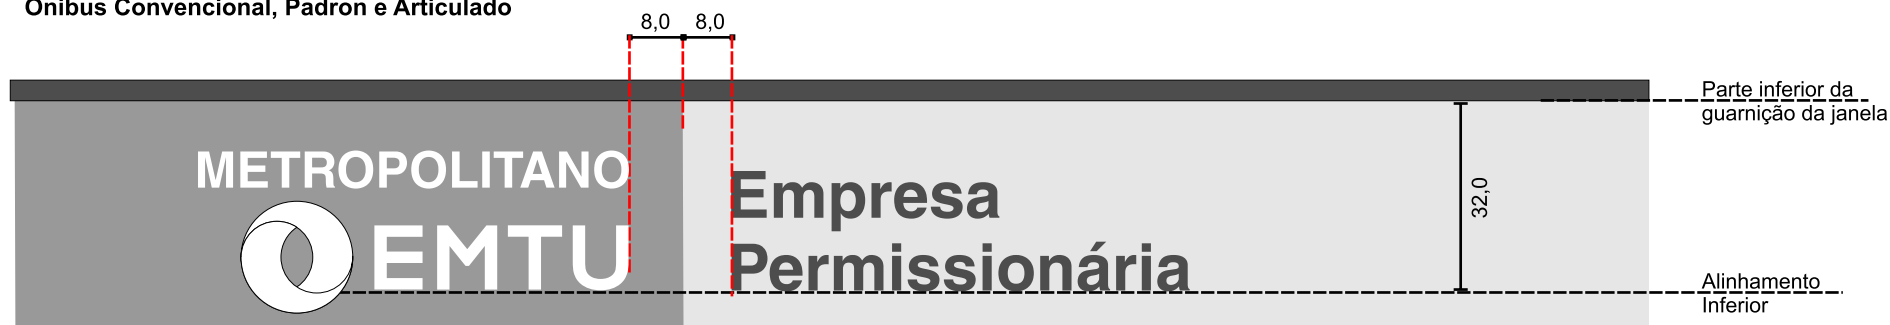 Ônibus Convencional, Padron e Articulado
8,0 8,0
Parte inferior da
guarnição da janela
METROPOLITANO
EMTU
Empresa
Permissionária
32,0
Alinhamento
Inferior